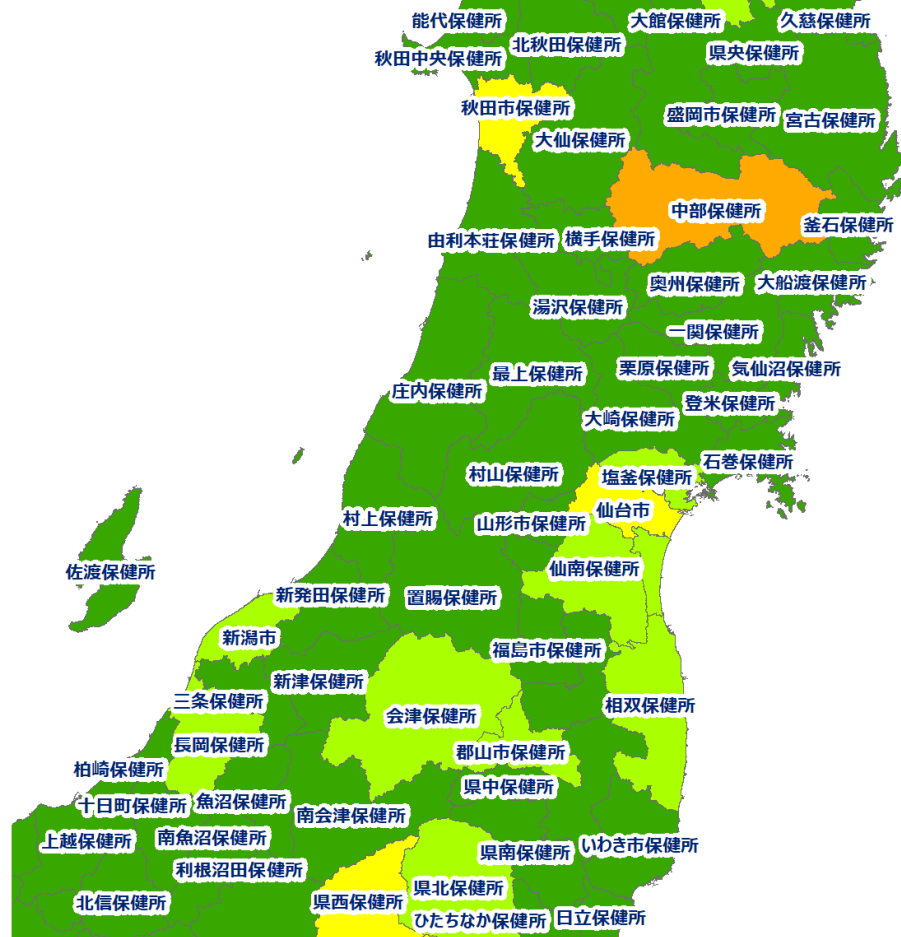 能代保健所
大館保健所
久慈保健所
北秋田保健所
県央保健所
秋田中央保健所
秋田市保健所
盛岡市保健所
宮古保健所
大仙保健所
中部保健所
釜石保健所
由利本荘保健所
横手保健所
奥州保健所
大船渡保健所
湯沢保健所
一関保健所
栗原保健所
気仙沼保健所
最上保健所
庄内保健所
登米保健所
大崎保健所
石巻保健所
村山保健所
塩釜保健所
仙台市
村上保健所
山形市保健所
佐渡保健所
仙南保健所
新発田保健所
置賜保健所
新潟市
福島市保健所
新津保健所
三条保健所
相双保健所
会津保健所
長岡保健所
郡山市保健所
柏崎保健所
県中保健所
十日町保健所
魚沼保健所
南会津保健所
上越保健所
南魚沼保健所
いわき市保健所
県南保健所
利根沼田保健所
県北保健所
北信保健所
県西保健所
ひたちなか保健所
日立保健所